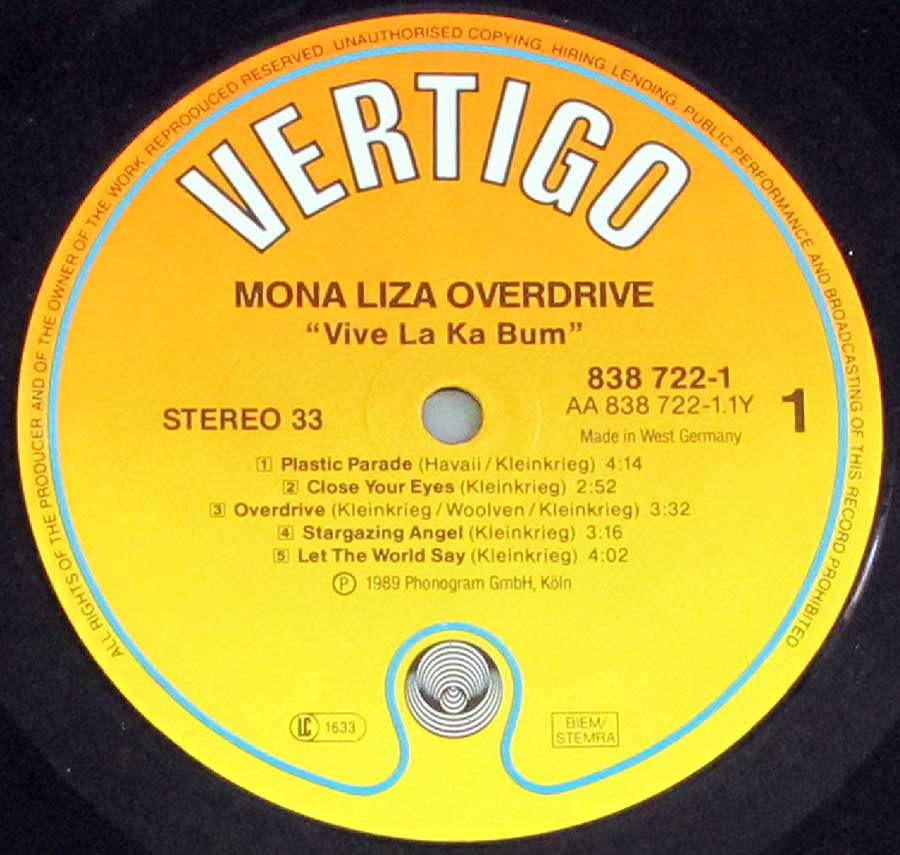 ALL RIGHTS OF THE PRODUCER AND OF THE OWNER OF THE WORK REPRODUCED RESERVED. UNAUTHORISED COPYING, HIRING, LENDING, PUBLIC PERFORMANCE AND BROADCASTING OF THIS RECORD PROHIBITED
VERTIGO
MONA LIZA OVERDRIVE
"Vive La Ka Bum"
838 722-1
STEREO 33
AA 838 722-1.1Y
1
Made in West Germany
1 Plastic Parade (Havaii/Kleinkrieg) 4:14
2 Close Your Eyes (Kleinkrieg) 2:52
3 Overdrive (Kleinkrieg/Woolven/Kleinkrieg) 3:32
4 Stargazing Angel (Kleinkrieg) 3:16
5 Let The World Say (Kleinkrieg) 4:02
Ⓟ 1989 Phonogram GmbH, Köln
LC 1633
BIEM/
STEMRA